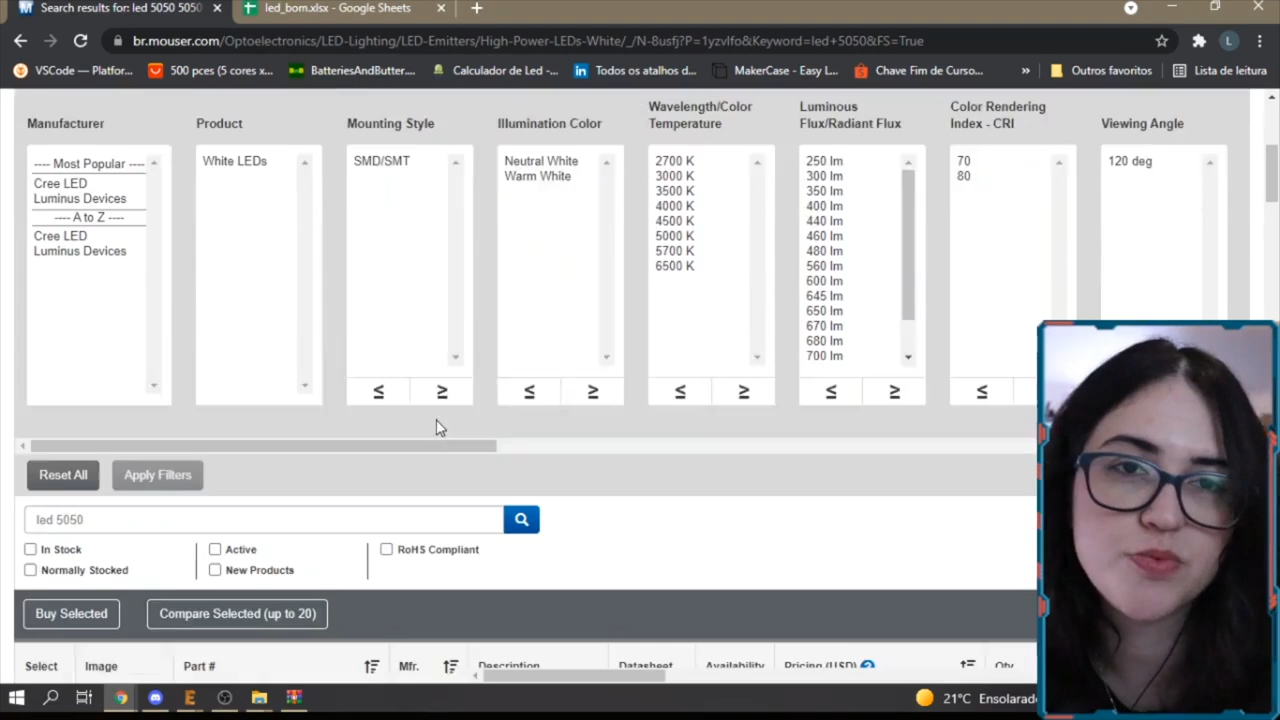 Search results for: led 5050 5050
led_bom.xlsx - Google Sheets
br.mouser.com/Optoelectronics/LED-Lighting/LED-Emitters/High-Power-LEDs-White/_/N-8usfj?P=1yzvlfo&Keyword=led+5050&FS=True
L
VSCode — Platfor...
500 pces (5 cores x...
BatteriesAndButter...
Calculador de Led -...
Todos os atalhos d...
MakerCase - Easy L...
Chave Fim de Curso...
»
Outros favoritos
Lista de leitura
Manufacturer
Product
Mounting Style
Illumination Color
Wavelength/Color
Temperature
Luminous
Flux/Radiant Flux
Color Rendering
Index - CRI
Viewing Angle
---- Most Popular ----
Cree LED
Luminus Devices
---- A to Z ----
Cree LED
Luminus Devices
White LEDs
SMD/SMT
≤
≥
Neutral White
Warm White
≤
≥
2700 K
3000 K
3500 K
4000 K
4500 K
5000 K
5700 K
6500 K
≤
≥
250 lm
300 lm
350 lm
400 lm
440 lm
460 lm
480 lm
560 lm
600 lm
645 lm
650 lm
670 lm
680 lm
700 lm
≤
≥
70
80
≤
120 deg
Reset All
Apply Filters
led 5050
In Stock
Normally Stocked
Active
New Products
RoHS Compliant
Buy Selected
Compare Selected (up to 20)
Select
Image
Part #
Mfr.
Description
Datasheet
Availability
Pricing (USD)
Qty
21°C Ensolarado